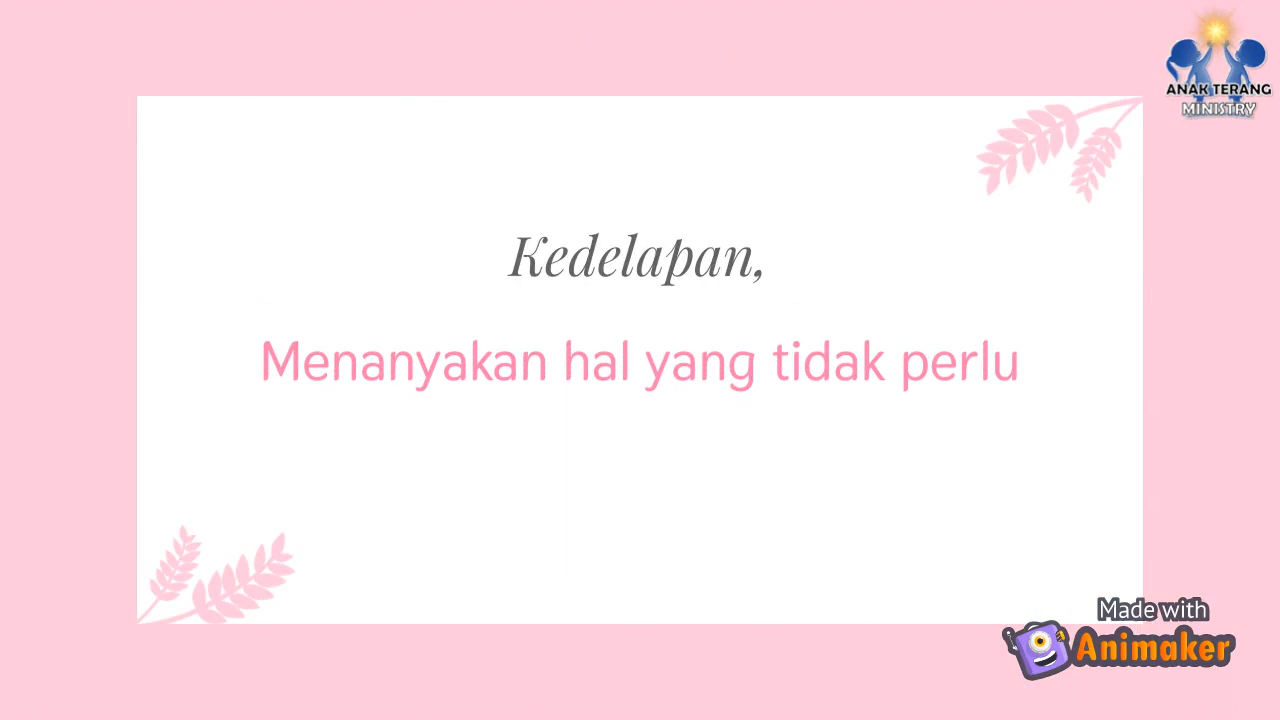 ANAK TERANG
MINISTRY
Kedelapan,
Menanyakan hal yang tidak perlu
Made with
Animaker